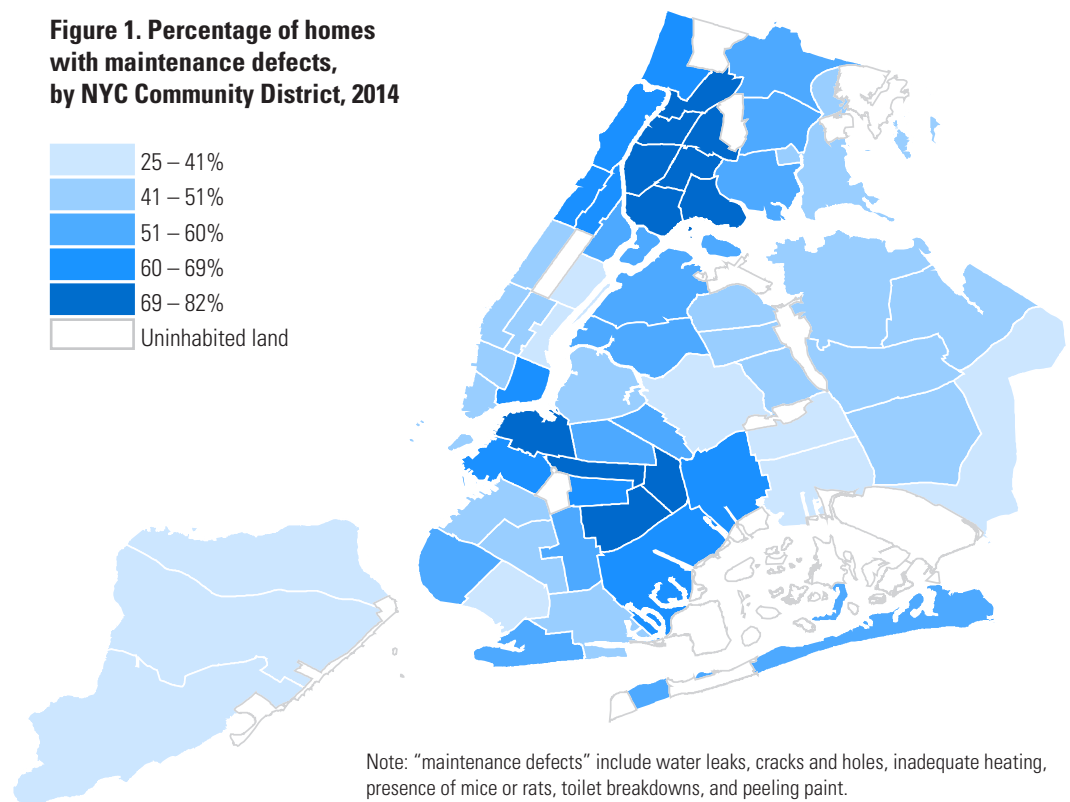 Figure 1. Percentage of homes
with maintenance defects,
by NYC Community District, 2014
25 – 41%
41 – 51%
51 – 60%
60 – 69%
69 – 82%
Uninhabited land
Note: “maintenance defects” include water leaks, cracks and holes, inadequate heating,
presence of mice or rats, toilet breakdowns, and peeling paint.